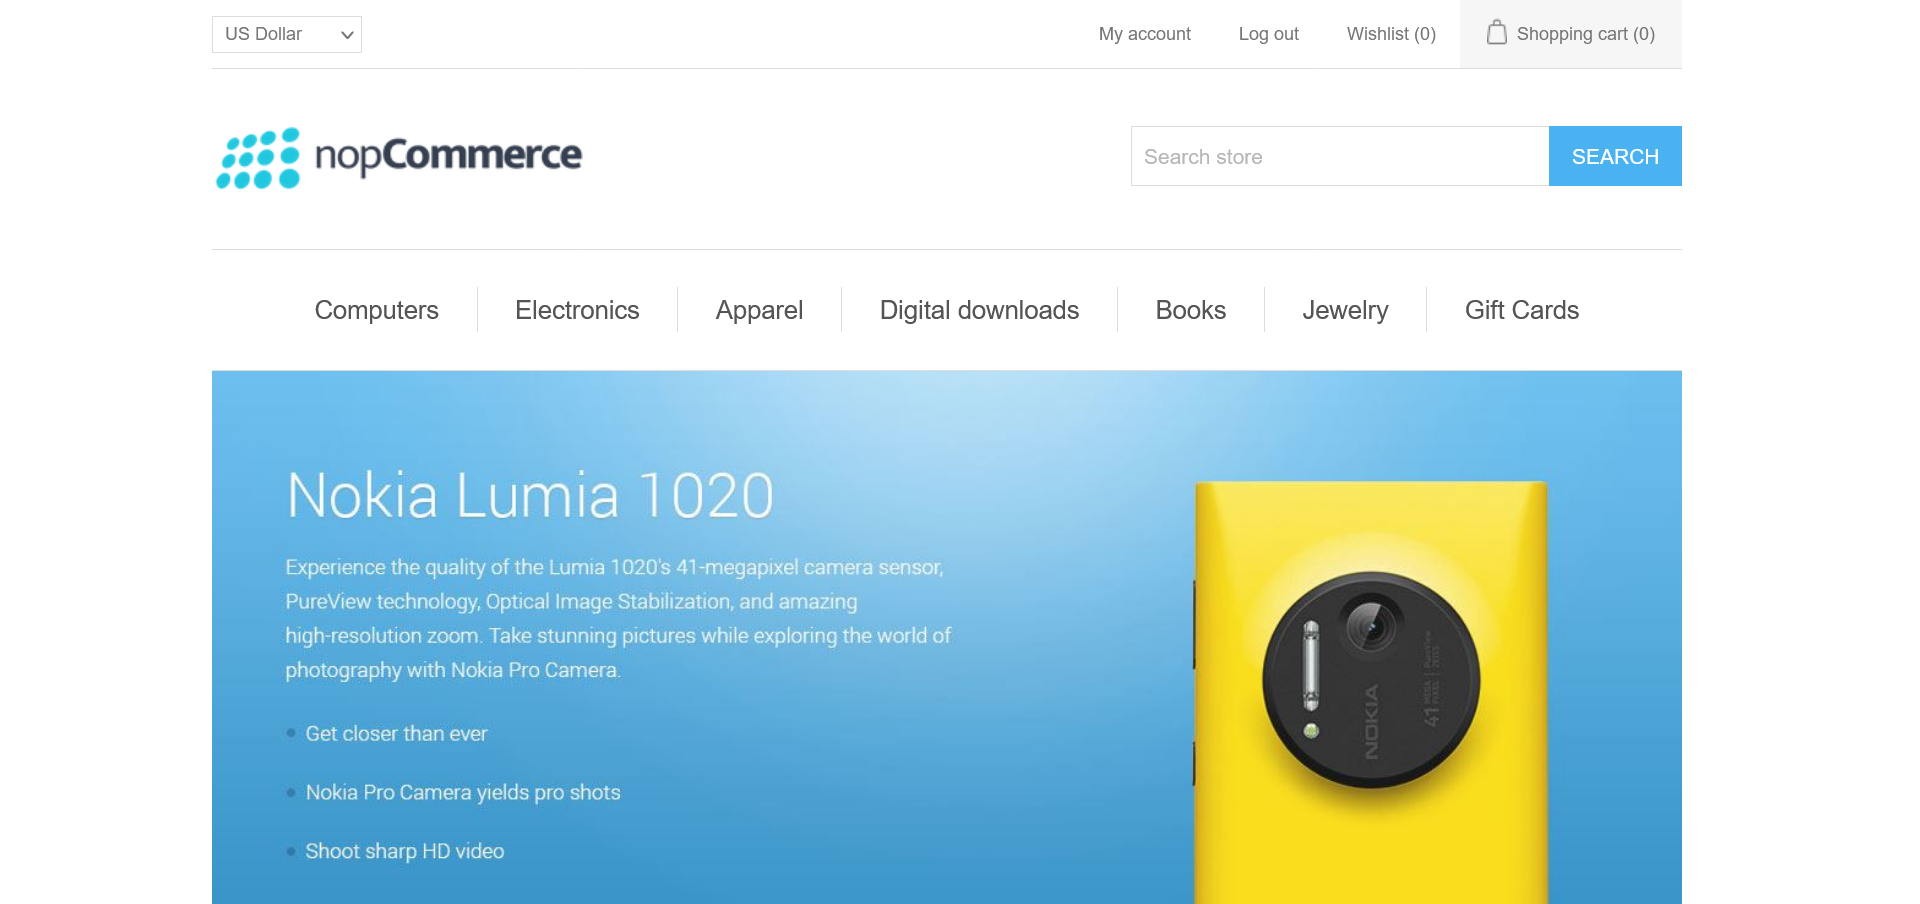 US Dollar
My account
Log out
Wishlist (0)
Shopping cart (0)
nopCommerce
Search store
SEARCH
Computers
Electronics
Apparel
Digital downloads
Books
Jewelry
Gift Cards
Nokia Lumia 1020
Experience the quality of the Lumia 1020's 41-megapixel camera sensor,
PureView technology, Optical Image Stabilization, and amazing
high-resolution zoom. Take stunning pictures while exploring the world of
photography with Nokia Pro Camera.
Get closer than ever
Nokia Pro Camera yields pro shots
Shoot sharp HD video
NOKIA
41 MEGA PIXEL
PureView
ZEISS